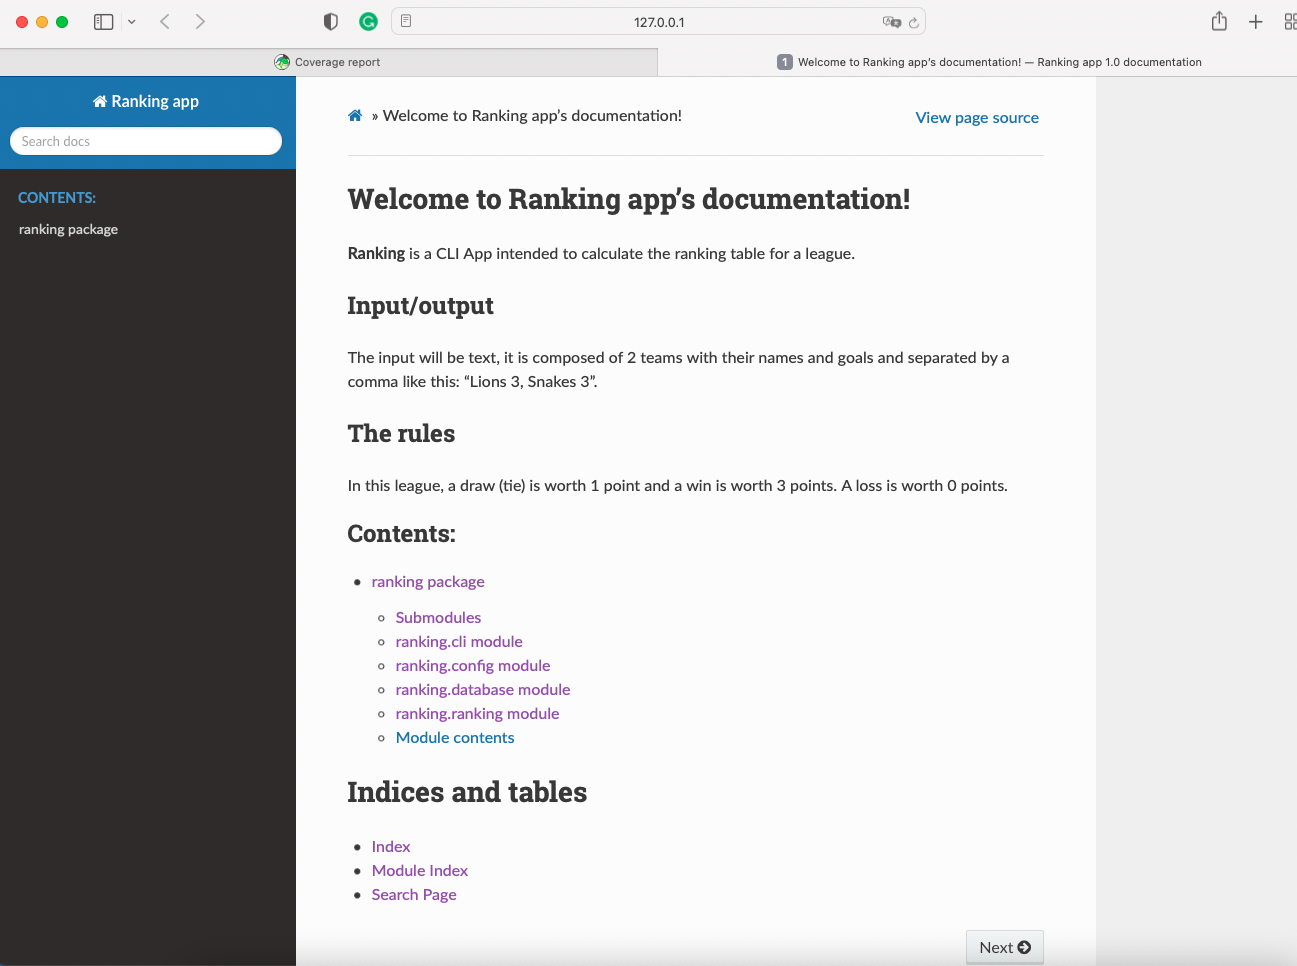 127.0.0.1
Coverage report
1 Welcome to Ranking app's documentation! — Ranking app 1.0 documentation
Ranking app
Search docs
CONTENTS:
ranking package
» Welcome to Ranking app’s documentation!
View page source
Welcome to Ranking app’s documentation!
Ranking is a CLI App intended to calculate the ranking table for a league.
Input/output
The input will be text, it is composed of 2 teams with their names and goals and separated by a
comma like this: “Lions 3, Snakes 3”.
The rules
In this league, a draw (tie) is worth 1 point and a win is worth 3 points. A loss is worth 0 points.
Contents:
ranking package
Submodules
ranking.cli module
ranking.config module
ranking.database module
ranking.ranking module
Module contents
Indices and tables
Index
Module Index
Search Page
Next